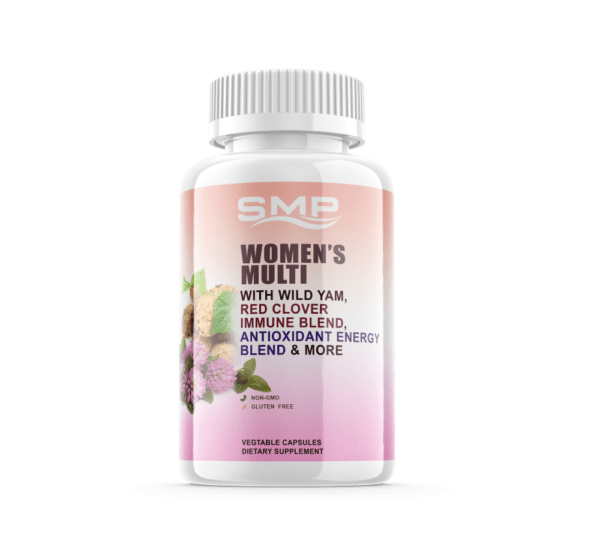 SMP
WOMEN'S
MULTI
WITH WILD YAM,
RED CLOVER
IMMUNE BLEND,
ANTIOXIDANT ENERGY
BLEND & MORE
NON-GMO
GLUTEN FREE
VEGTABLE CAPSULES
DIETARY SUPPLEMENT